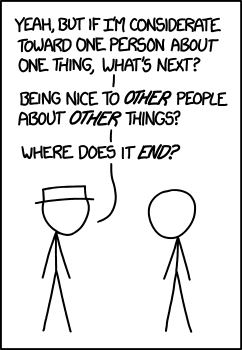 YEAH, BUT IF I'M CONSIDERATE
TOWARD ONE PERSON ABOUT
ONE THING, WHAT'S NEXT?
BEING NICE TO OTHER PEOPLE
ABOUT OTHER THINGS?
WHERE DOES IT END?